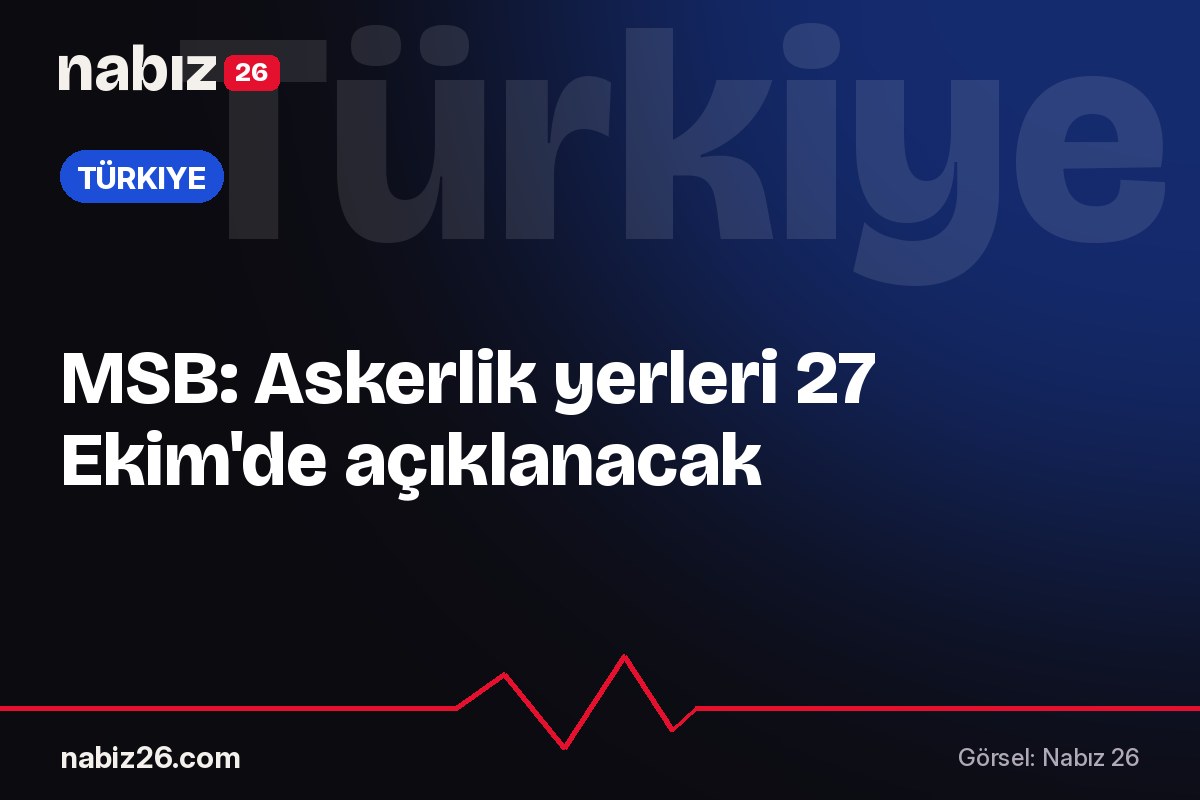 nabız 26
Türkiye
TÜRKIYE
MSB: Askerlik yerleri 27
Ekim'de açıklanacak
nabiz26.com
Görsel: Nabız 26